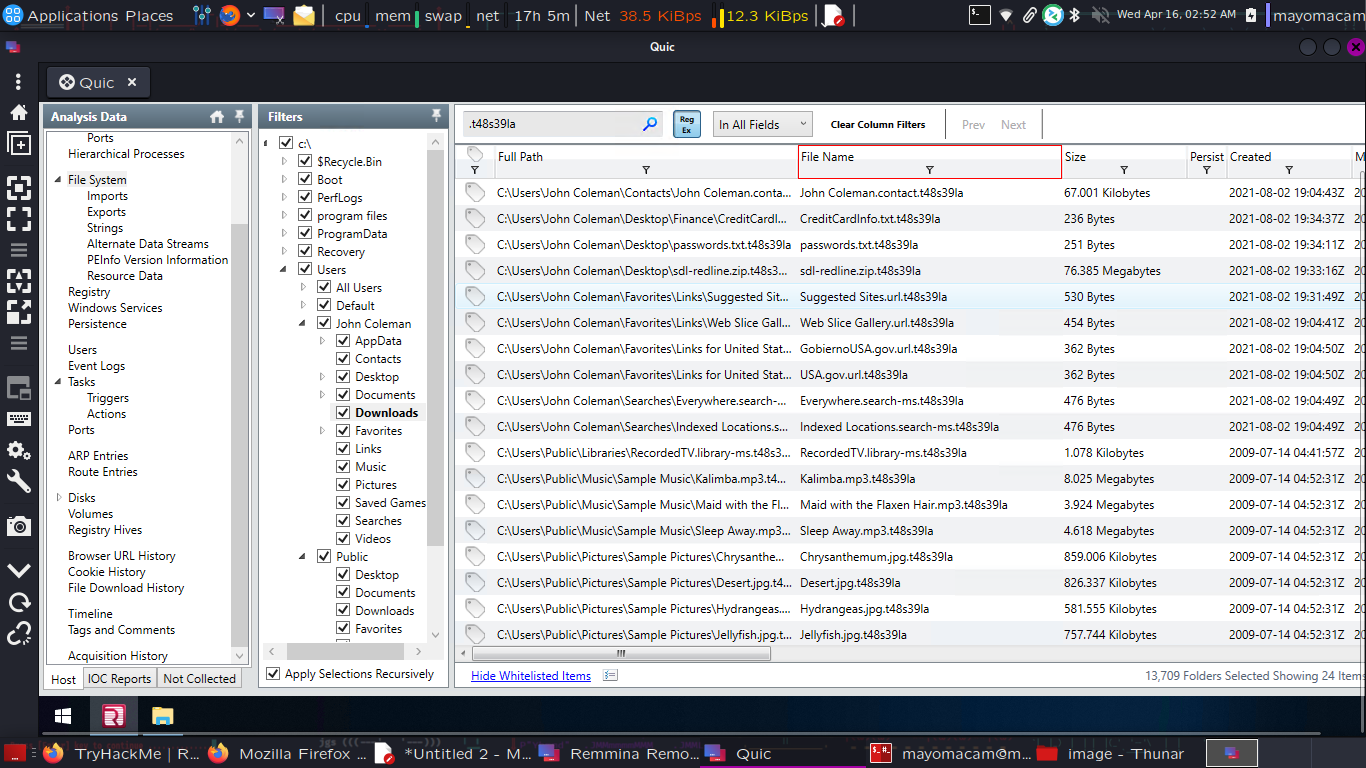 Applications Places cpu mem swap net 17h 5m Net 38.5 KiBps 12.3 KiBps Wed Apr 16, 02:52 AM mayomacam
Quic
Quic
Analysis Data
Ports
Hierarchical Processes
File System
Imports
Exports
Strings
Alternate Data Streams
PEInfo Version Information
Resource Data
Registry
Windows Services
Persistence
Users
Event Logs
Tasks
Triggers
Actions
Ports
ARP Entries
Route Entries
Disks
Volumes
Registry Hives
Browser URL History
Cookie History
File Download History
Timeline
Tags and Comments
Acquisition History
Host IOC Reports Not Collected
Filters
c:\
$Recycle.Bin
Boot
PerfLogs
program files
ProgramData
Recovery
Users
All Users
Default
John Coleman
AppData
Contacts
Desktop
Documents
Downloads
Favorites
Links
Music
Pictures
Saved Games
Searches
Videos
Public
Desktop
Documents
Downloads
Favorites
Apply Selections Recursively
.t48s39la Reg Ex In All Fields Clear Column Filters Prev Next
Full Path File Name Size Persist Created M
C:\Users\John Coleman\Contacts\John Coleman.conta... John Coleman.contact.t48s39la 67.001 Kilobytes 2021-08-02 19:04:43Z 20
C:\Users\John Coleman\Desktop\Finance\CreditCardI... CreditCardInfo.txt.t48s39la 236 Bytes 2021-08-02 19:34:37Z 20
C:\Users\John Coleman\Desktop\passwords.txt.t48s39la passwords.txt.t48s39la 251 Bytes 2021-08-02 19:34:11Z 20
C:\Users\John Coleman\Desktop\sdl-redline.zip.t48s3... sdl-redline.zip.t48s39la 76.385 Megabytes 2021-08-02 19:33:16Z 20
C:\Users\John Coleman\Favorites\Links\Suggested Sit... Suggested Sites.url.t48s39la 530 Bytes 2021-08-02 19:31:49Z 20
C:\Users\John Coleman\Favorites\Links\Web Slice Gall... Web Slice Gallery.url.t48s39la 454 Bytes 2021-08-02 19:04:41Z 20
C:\Users\John Coleman\Favorites\Links for United Stat... GobiernoUSA.gov.url.t48s39la 362 Bytes 2021-08-02 19:04:50Z 20
C:\Users\John Coleman\Favorites\Links for United Stat... USA.gov.url.t48s39la 362 Bytes 2021-08-02 19:04:50Z 20
C:\Users\John Coleman\Searches\Everywhere.search-... Everywhere.search-ms.t48s39la 476 Bytes 2021-08-02 19:04:49Z 20
C:\Users\John Coleman\Searches\Indexed Locations.s... Indexed Locations.search-ms.t48s39la 476 Bytes 2021-08-02 19:04:49Z 20
C:\Users\Public\Libraries\RecordedTV.library-ms.t48s3... RecordedTV.library-ms.t48s39la 1.078 Kilobytes 2009-07-14 04:41:57Z 20
C:\Users\Public\Music\Sample Music\Kalimba.mp3.t4... Kalimba.mp3.t48s39la 8.025 Megabytes 2009-07-14 04:52:31Z 20
C:\Users\Public\Music\Sample Music\Maid with the Fl... Maid with the Flaxen Hair.mp3.t48s39la 3.924 Megabytes 2009-07-14 04:52:31Z 20
C:\Users\Public\Music\Sample Music\Sleep Away.mp3... Sleep Away.mp3.t48s39la 4.618 Megabytes 2009-07-14 04:52:31Z 20
C:\Users\Public\Pictures\Sample Pictures\Chrysanthe... Chrysanthemum.jpg.t48s39la 859.006 Kilobytes 2009-07-14 04:52:31Z 20
C:\Users\Public\Pictures\Sample Pictures\Desert.jpg.t4... Desert.jpg.t48s39la 826.337 Kilobytes 2009-07-14 04:52:31Z 20
C:\Users\Public\Pictures\Sample Pictures\Hydrangeas.... Hydrangeas.jpg.t48s39la 581.555 Kilobytes 2009-07-14 04:52:31Z 20
C:\Users\Public\Pictures\Sample Pictures\Jellyfish.jpg.t... Jellyfish.jpg.t48s39la 757.744 Kilobytes 2009-07-14 04:52:31Z 20
Hide Whitelisted Items 13,709 Folders Selected Showing 24 Items
TryHackMe | R... Mozilla Firefox *Untitled 2 - M... Remmina Remo... Quic mayomacam@m... image - Thunar